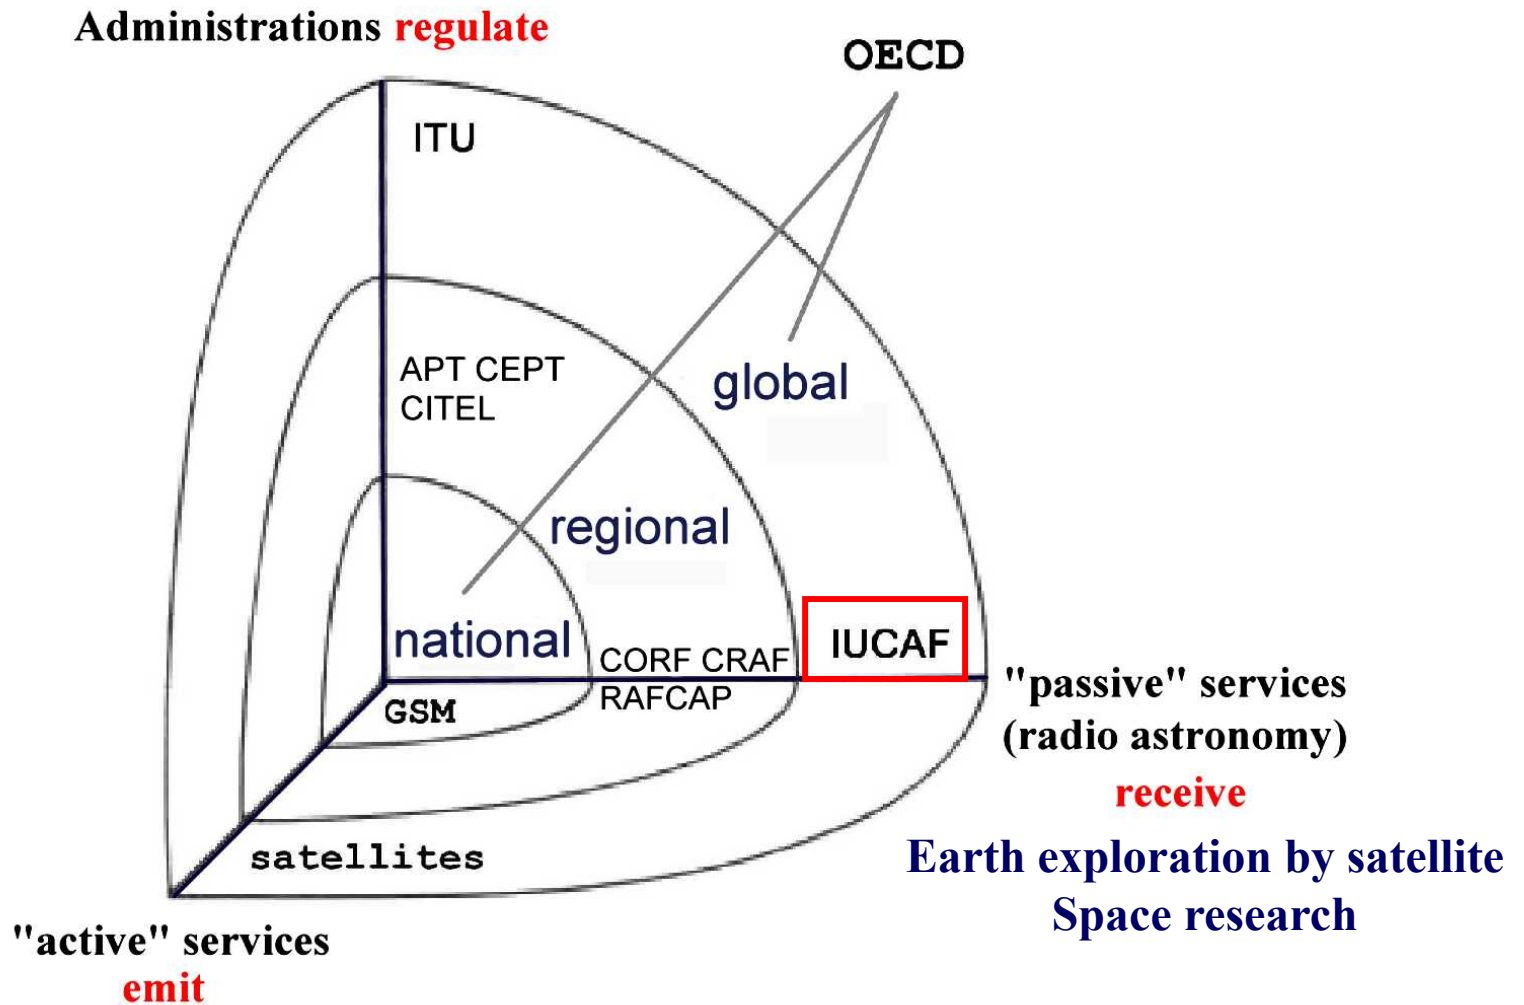 Administrations regulate
OECD
ITU
APT CEPT
CITEL
global
regional
national
CORF CRAF
RAFCAP
IUCAF
GSM
"passive" services
(radio astronomy)
receive
satellites
Earth exploration by satellite
Space research
"active" services
emit